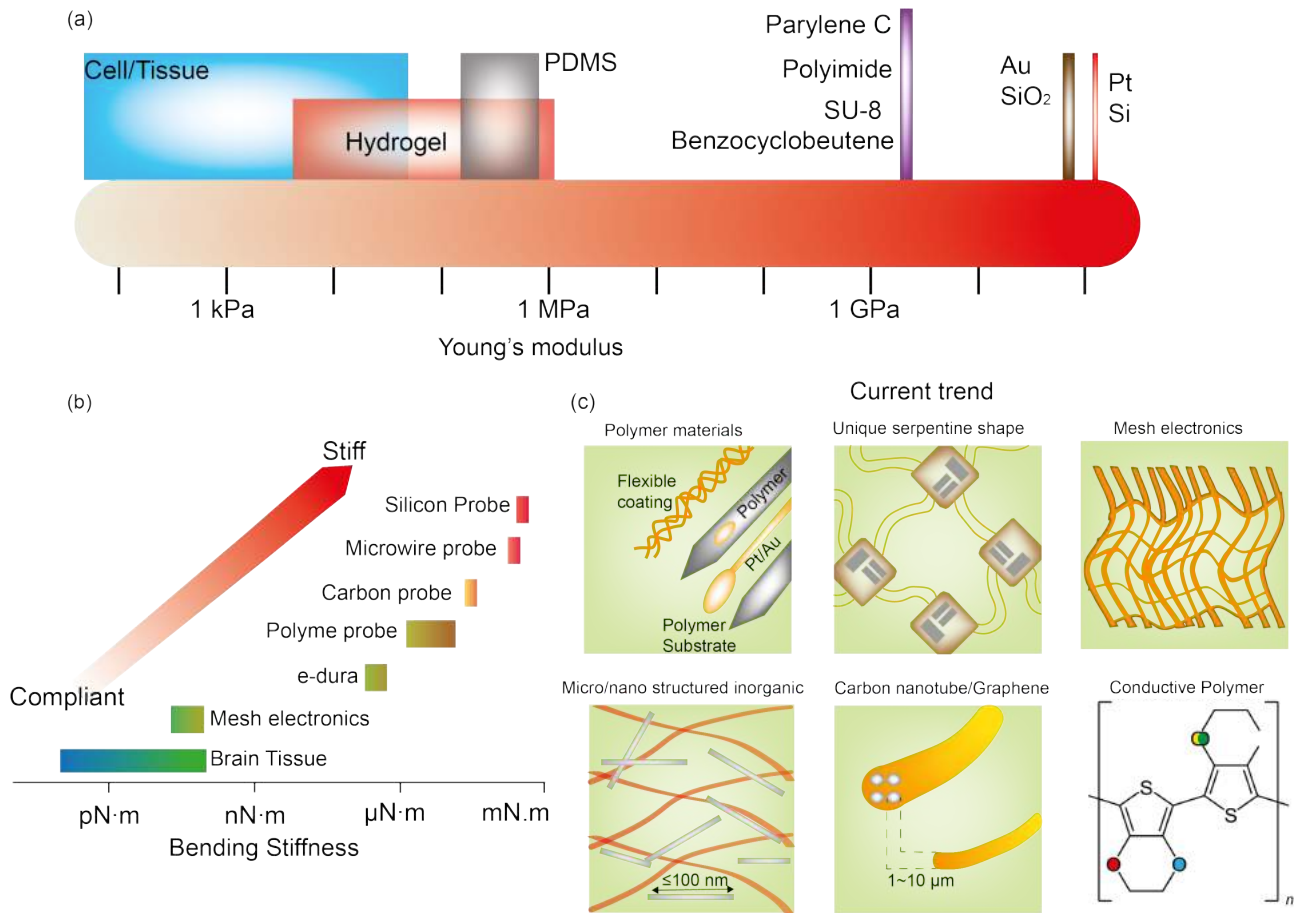 (a)
Cell/Tissue
Hydrogel
PDMS
Parylene C
Polyimide
SU-8
Benzocyclobeutene
Au
SiO₂
Pt
Si
1 kPa
1 MPa
1 GPa
Young's modulus
(b)
Stiff
Compliant
Silicon Probe
Microwire probe
Carbon probe
Polyme probe
e-dura
Mesh electronics
Brain Tissue
pN·m
nN·m
µN·m
mN.m
Bending Stiffness
(c)
Current trend
Polymer materials
Flexible
coating
Polymer
Pt/Au
Polymer
Substrate
Unique serpentine shape
Mesh electronics
Micro/nano structured inorganic
≤100 nm
Carbon nanotube/Graphene
1~10 µm
Conductive Polymer
S
S
n